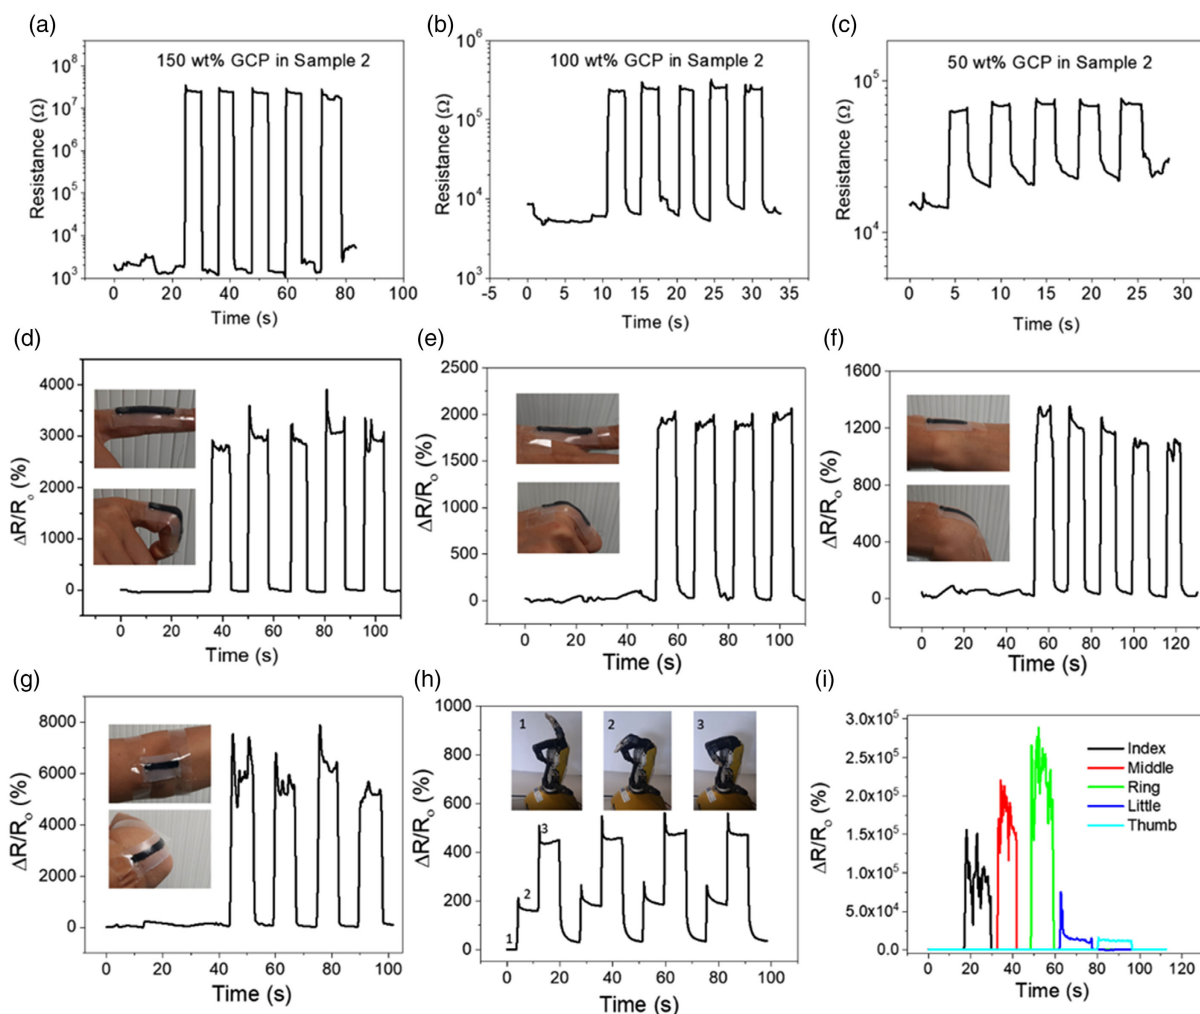 (a)
150 wt% GCP in Sample 2
10⁸
10⁷
10⁶
10⁵
10⁴
10³
Resistance (Ω)
0 20 40 60 80 100
Time (s)
(b)
100 wt% GCP in Sample 2
10⁶
10⁵
10⁴
10³
Resistance (Ω)
-5 0 5 10 15 20 25 30 35
Time (s)
(c)
50 wt% GCP in Sample 2
10⁵
10⁴
Resistance (Ω)
0 5 10 15 20 25 30
Time (s)
(d)
4000
3000
2000
1000
0
ΔR/Rₒ (%)
0 20 40 60 80 100
Time (s)
(e)
2500
2000
1500
1000
500
0
ΔR/Rₒ (%)
0 20 40 60 80 100
Time (s)
(f)
1600
1200
800
400
0
ΔR/Rₒ (%)
0 20 40 60 80 100 120
Time (s)
(g)
8000
6000
4000
2000
0
ΔR/Rₒ (%)
0 20 40 60 80 100
Time (s)
(h)
1000
800
600
400
200
0
ΔR/Rₒ (%)
1 2 3
3
2
1
0 20 40 60 80 100
Time (s)
(i)
3.0x10⁵
2.5x10⁵
2.0x10⁵
1.5x10⁵
1.0x10⁵
5.0x10⁴
0.0
ΔR/Rₒ (%)
Index
Middle
Ring
Little
Thumb
0 20 40 60 80 100 120
Time (s)